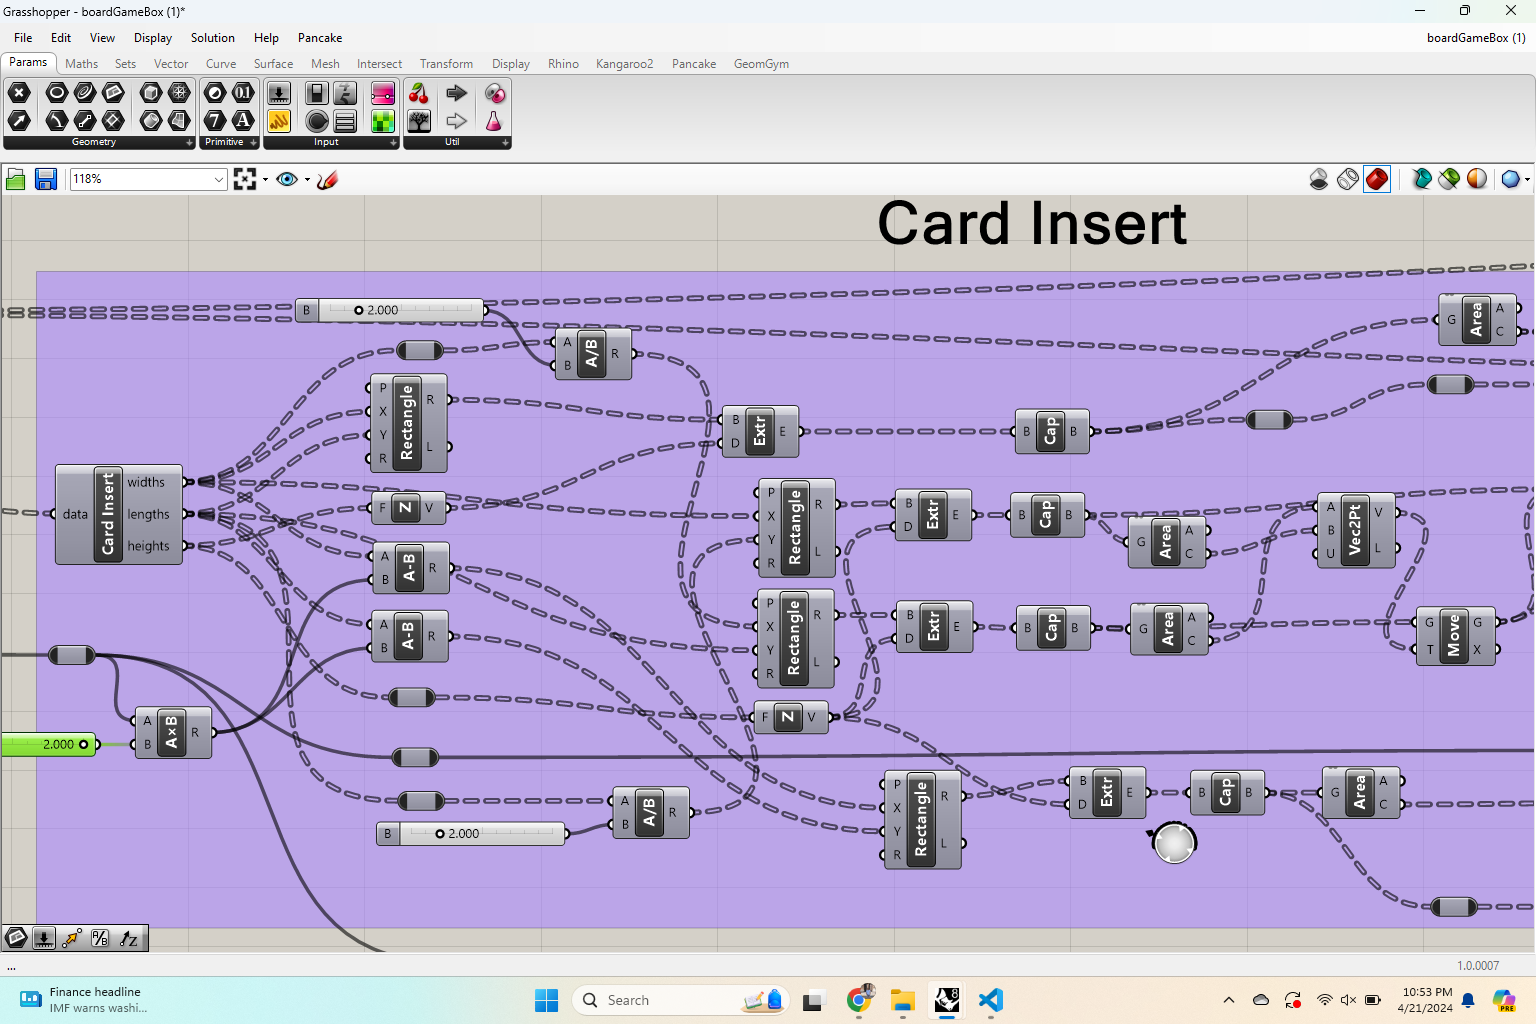 Grasshopper - boardGameBox (1)*
File Edit View Display Solution Help Pancake boardGameBox (1)
Params Maths Sets Vector Curve Surface Mesh Intersect Transform Display Rhino Kangaroo2 Pancake GeomGym
Geometry Primitive Input Util
118%
Card Insert
B 2.000
A B A/B R
G Area A C
P X Y R Rectangle R L
B D Extr E
B Cap B
data Card Insert widths lengths heights
F Z V
P X Y R Rectangle R L
B D Extr E
B Cap B
G Area A C
A B U Vec2Pt V L
A B A-B R
A B A-B R
P X Y R Rectangle R L
B D Extr E
B Cap B
G Area A C
G T Move G X
F Z V
2.000
A B A×B R
P X Y R Rectangle R L
B D Extr E
B Cap B
G Area A C
A B A/B R
B 2.000
...
1.0.0007
Finance headline
IMF warns washi...
Search
10:53 PM
4/21/2024